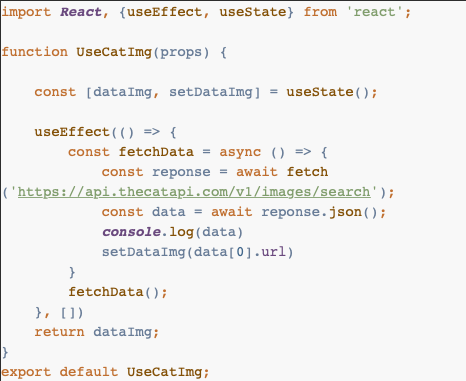 import React, {useEffect, useState} from 'react';
function UseCatImg(props) {
const [dataImg, setDataImg] = useState();
useEffect(() => {
const fetchData = async () => {
const reponse = await fetch
('https://api.thecatapi.com/v1/images/search');
const data = await reponse.json();
console.log(data)
setDataImg(data[0].url)
}
fetchData();
}, [])
return dataImg;
}
export default UseCatImg;